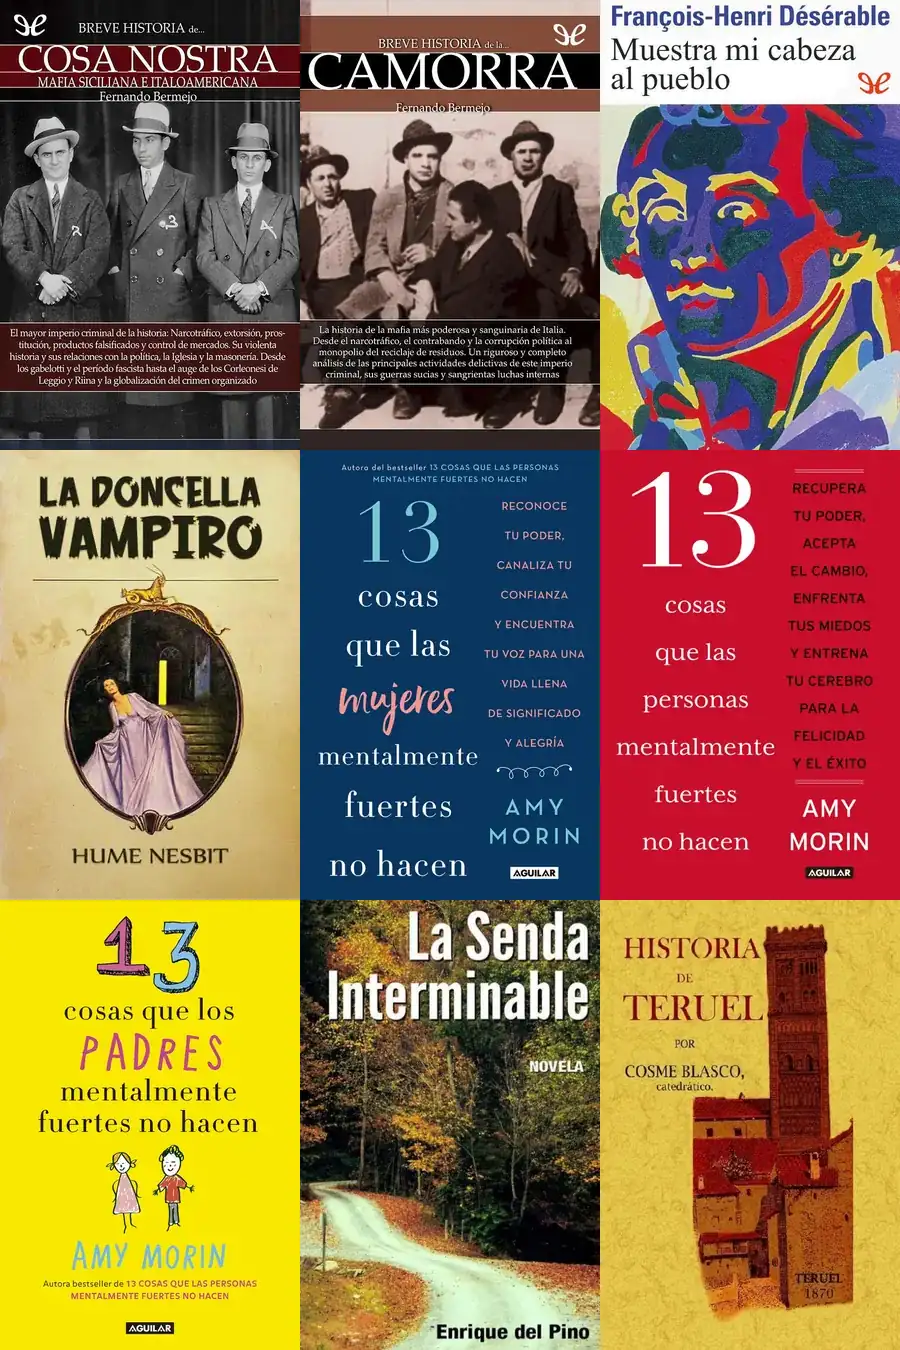 BREVE HISTORIA de...
COSA NOSTRA
MAFIA SICILIANA E ITALOAMERICANA
Fernando Bermejo
2
3
4
El mayor imperio criminal de la historia: Narcotráfico, extorsión, pros-
titución, productos falsificados y control de mercados. Su violenta
historia y sus relaciones con la política, la Iglesia y la masonería. Desde
los gabelotti y el período fascista hasta el auge de los Corleonesi de
Leggio y Riina y la globalización del crimen organizado
BREVE HISTORIA de la...
CAMORRA
Fernando Bermejo
La historia de la mafia más poderosa y sanguinaria de Italia.
Desde el narcotráfico, el contrabando y la corrupción política al
monopolio del reciclaje de residuos. Un riguroso y completo
análisis de las principales actividades delictivas de este imperio
criminal, sus guerras sucias y sangrientas luchas internas
François-Henri Désérable
Muestra mi cabeza
al pueblo
LA DONCELLA
VAMPIRO
HUME NESBIT
Autora del bestseller 13 COSAS QUE LAS PERSONAS
MENTALMENTE FUERTES NO HACEN
13
cosas
que las
mujeres
mentalmente
fuertes
no hacen
RECONOCE
TU PODER,
CANALIZA TU
CONFIANZA
Y ENCUENTRA
TU VOZ PARA UNA
VIDA LLENA
DE SIGNIFICADO
Y ALEGRÍA
AMY
MORIN
AGUILAR
13
cosas
que las
personas
mentalmente
fuertes
no hacen
RECUPERA
TU PODER,
ACEPTA
EL CAMBIO,
ENFRENTA
TUS MIEDOS
Y ENTRENA
TU CEREBRO
PARA LA
FELICIDAD
Y EL ÉXITO
AMY
MORIN
AGUILAR
13
cosas que los
PADRES
mentalmente
fuertes no hacen
AMY MORIN
Autora bestseller de 13 COSAS QUE LAS PERSONAS
MENTALMENTE FUERTES NO HACEN
AGUILAR
La Senda
Interminable
NOVELA
Enrique del Pino
HISTORIA
DE
TERUEL
POR
COSME BLASCO,
catedrático.
TERUEL
1870